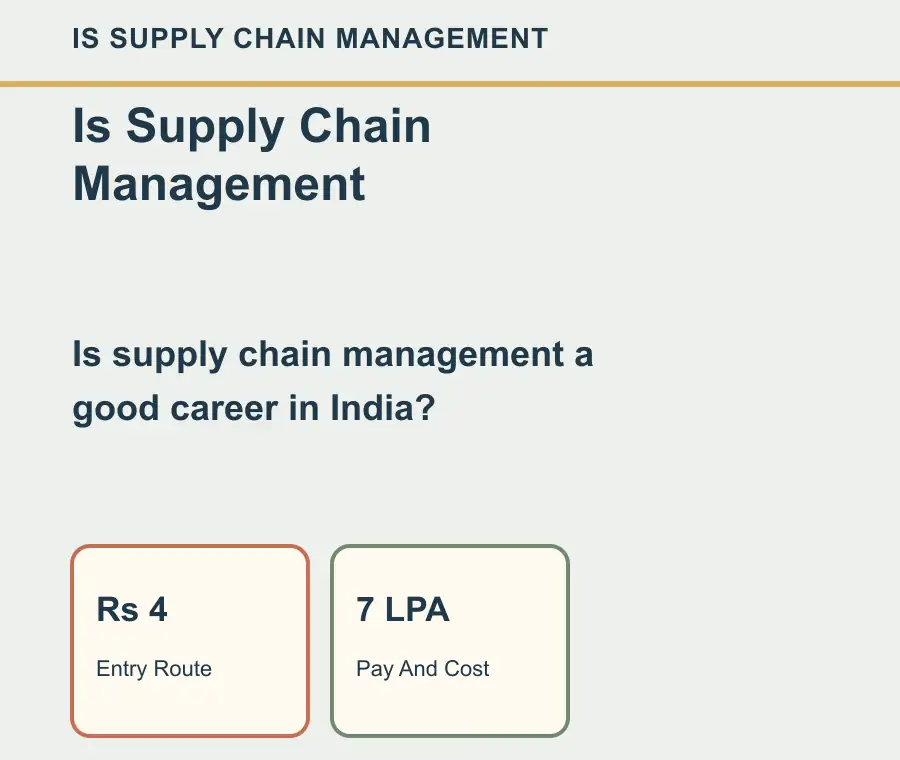 IS SUPPLY CHAIN MANAGEMENT
Is Supply Chain
Management
Is supply chain management a
good career in India?
Rs 4
Entry Route
7 LPA
Pay And Cost